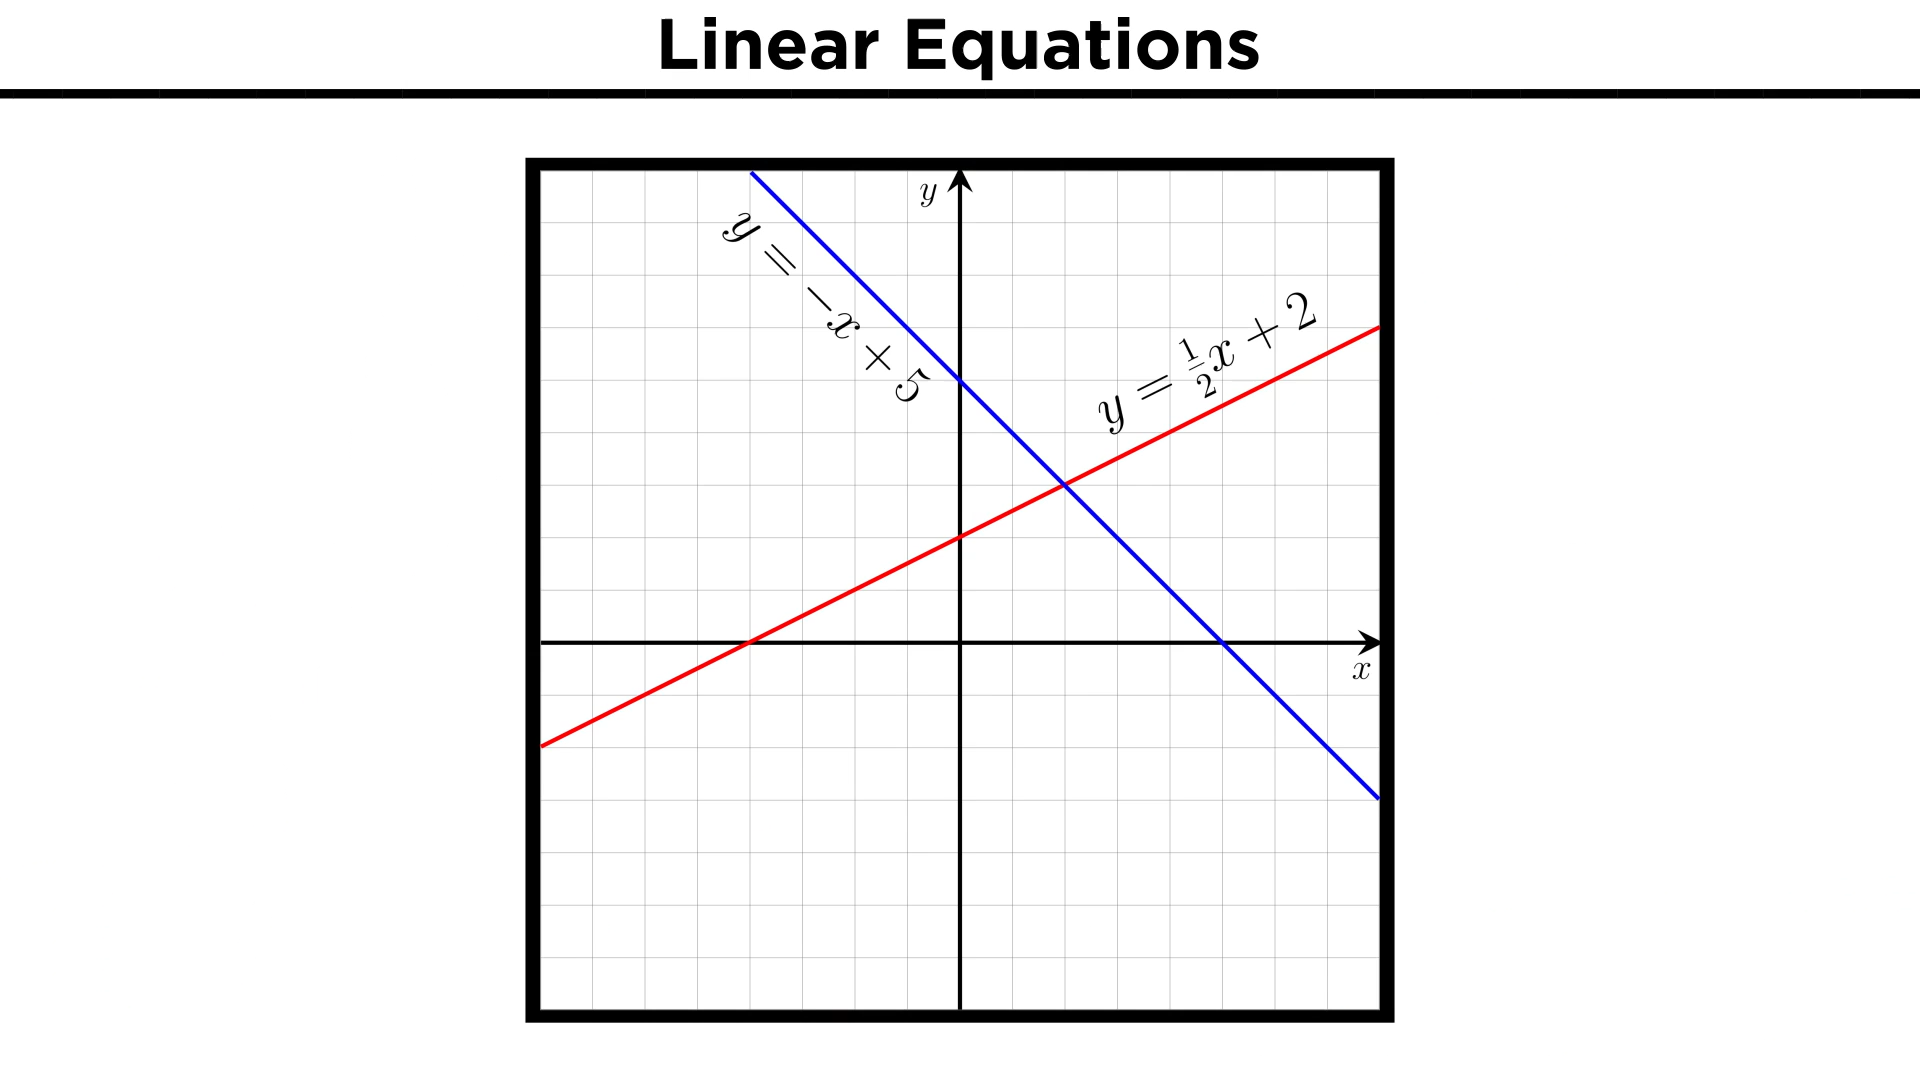 Linear Equations
y
y = −x + 5
y = ½x + 2
x